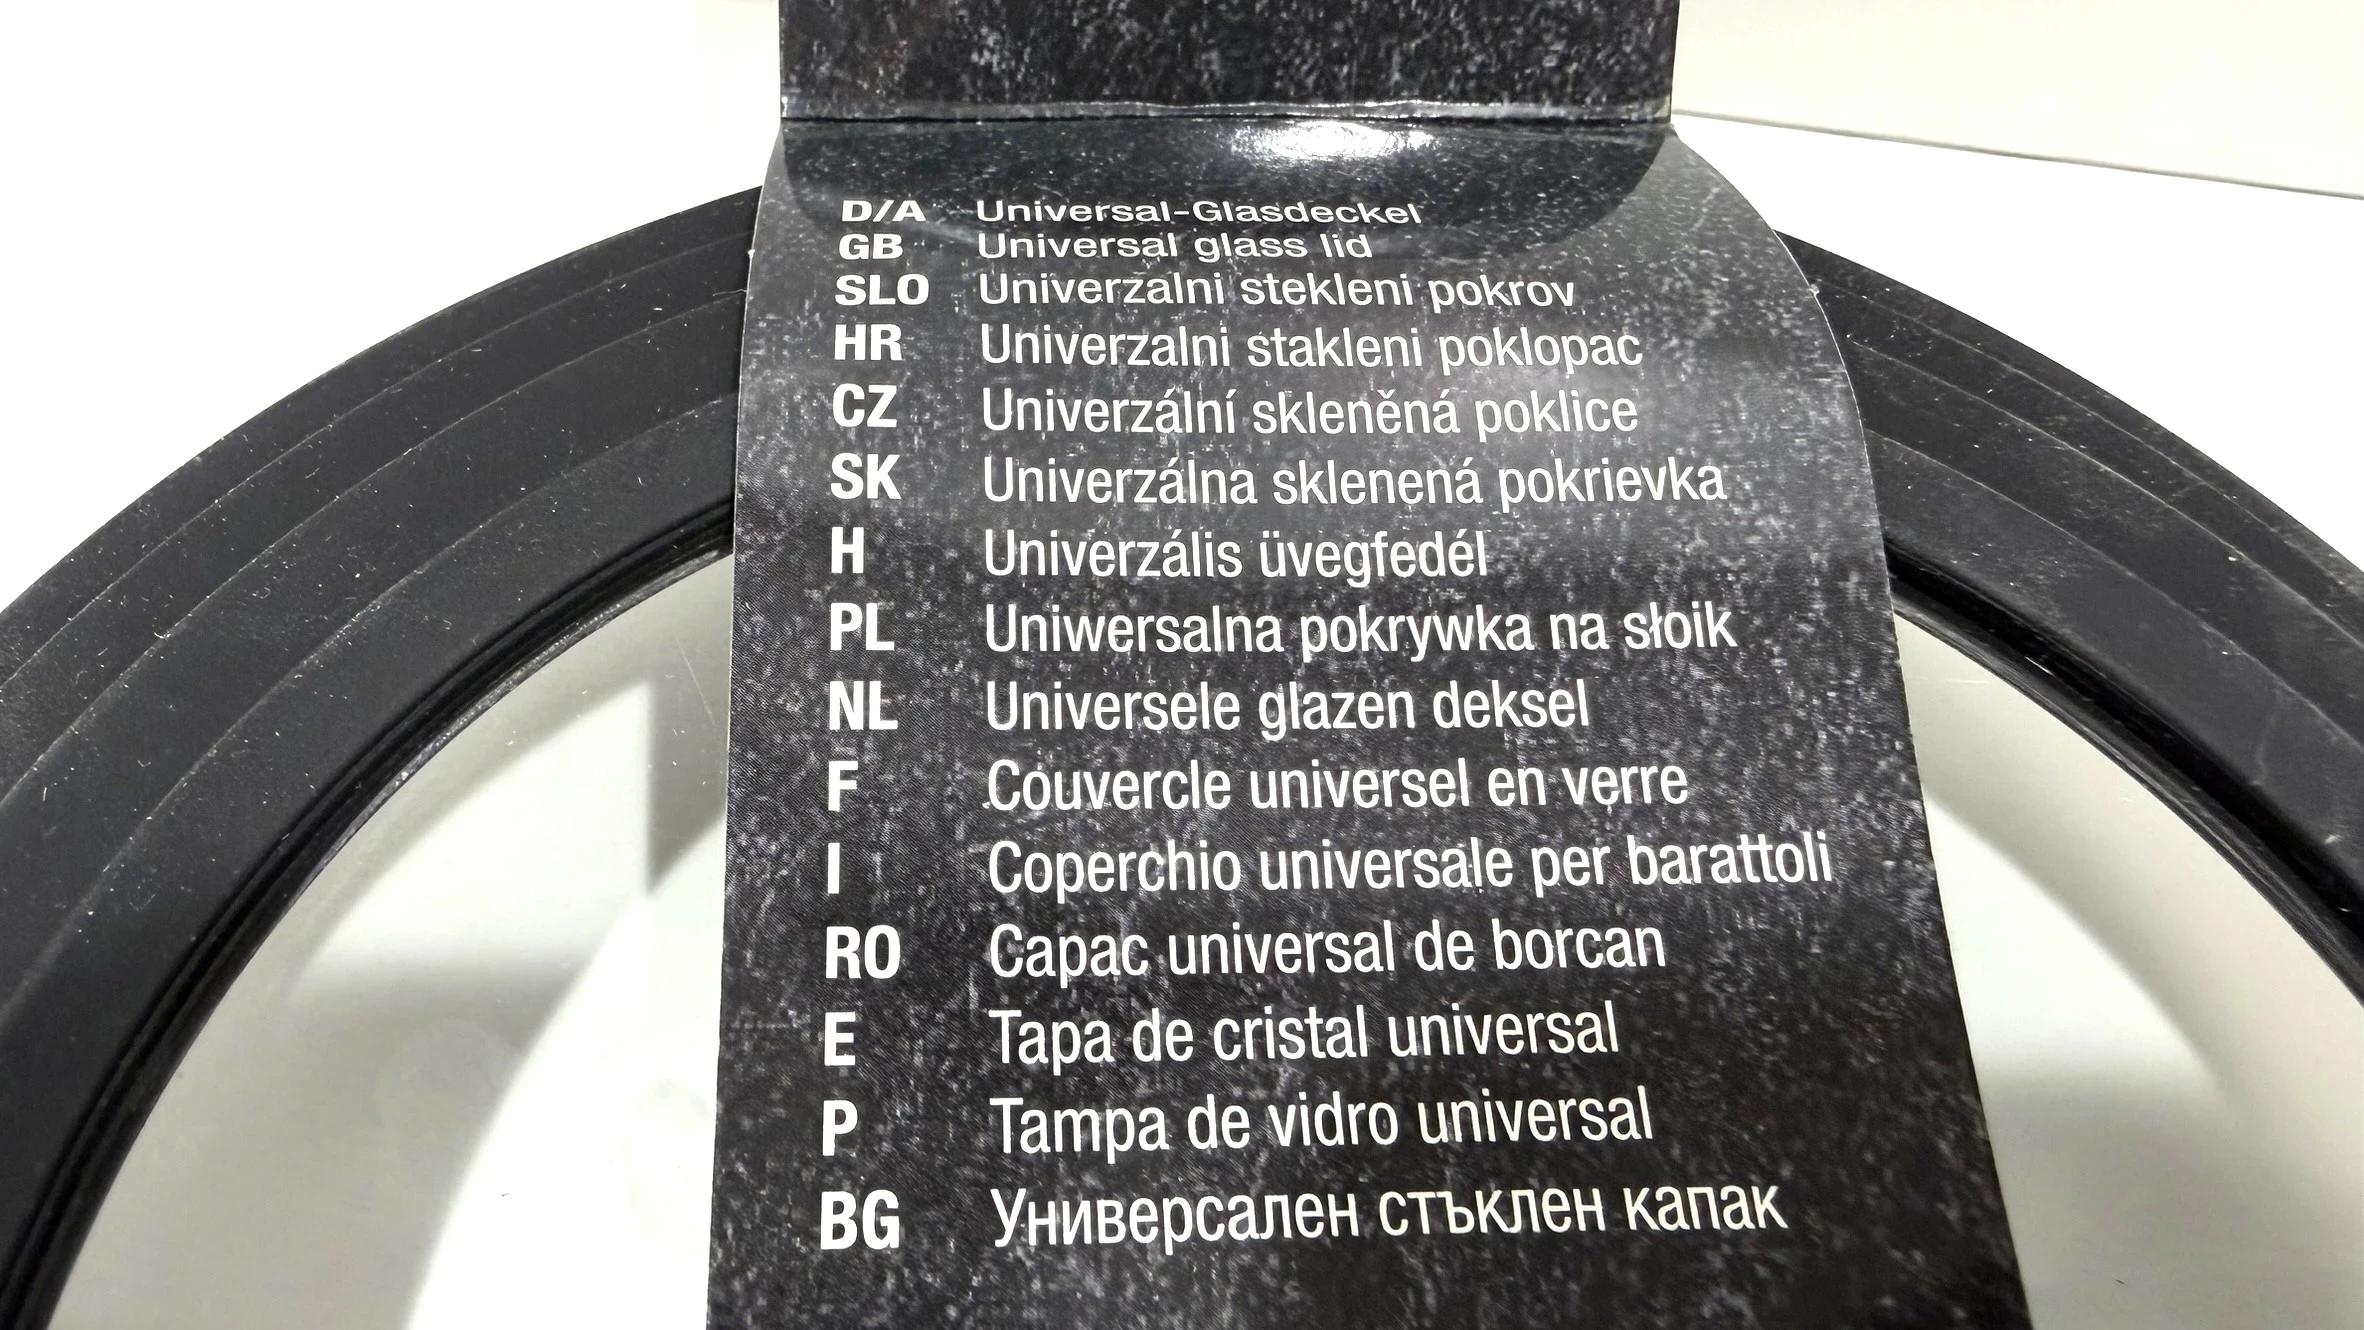 D/A Universal-Glasdeckel
GB Universal glass lid
SLO Univerzalni stekleni pokrov
HR Univerzalni stakleni poklopac
CZ Univerzální skleněná poklice
SK Univerzálna sklenená pokrievka
H Univerzális üvegfedél
PL Uniwersalna pokrywka na słoik
NL Universele glazen deksel
F Couvercle universel en verre
I Coperchio universale per barattoli
RO Capac universal de borcan
E Tapa de cristal universal
P Tampa de vidro universal
BG Универсален стъклен капак